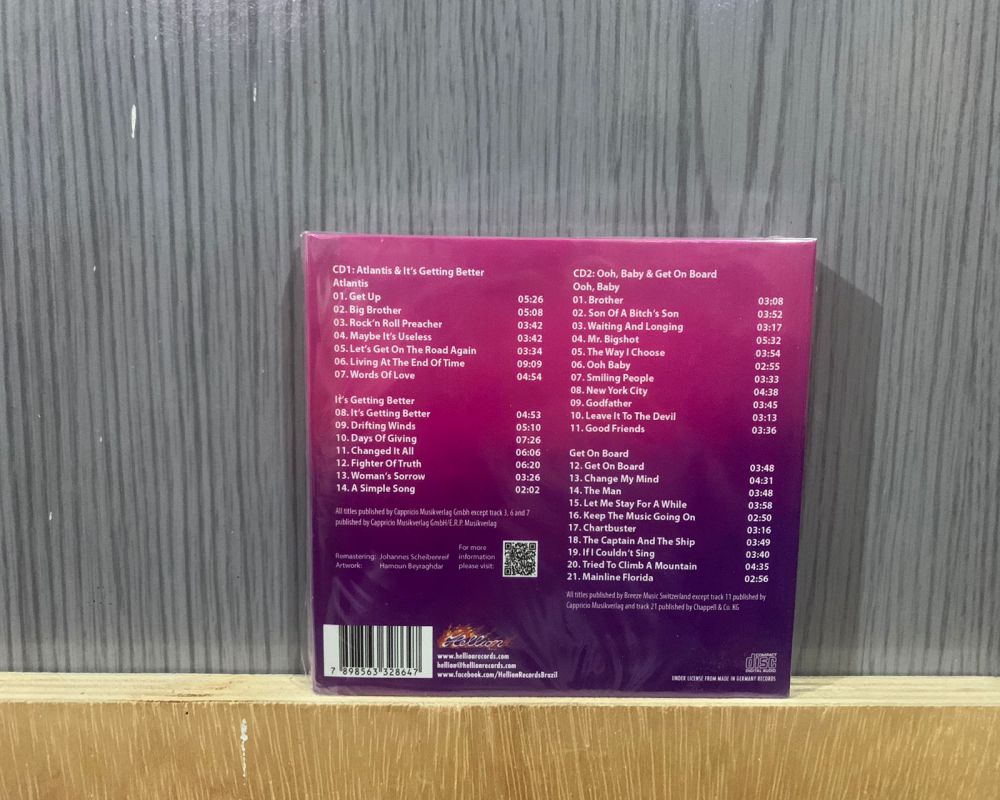 CD1: Atlantis & It's Getting Better
Atlantis
01. Get Up 05:26
02. Big Brother 05:08
03. Rock'n Roll Preacher 03:42
04. Maybe It's Useless 03:42
05. Let's Get On The Road Again 03:34
06. Living At The End Of Time 09:09
07. Words Of Love 04:54
It's Getting Better
08. It's Getting Better 04:53
09. Drifting Winds 05:10
10. Days Of Giving 07:26
11. Changed It All 06:06
12. Fighter Of Truth 06:20
13. Woman's Sorrow 03:26
14. A Simple Song 02:02
All titles published by Cappricio Musikverlag Gmbh except track 3, 6 and 7
published by Cappricio Musikverlag GmbH/E.R.P. Musikverlag
Remastering: Johannes Scheibenreif
Artwork: Hamoun Beyraghdar
For more
information
please visit:
7 898563 328647
Hellion
www.hellionrecords.com
hellion@hellionrecords.com
www.facebook.com/HellionRecordsBrazil
CD2: Ooh, Baby & Get On Board
Ooh, Baby
01. Brother 03;08
02. Son Of A Bitch's Son 03:52
03. Waiting And Longing 03:17
04. Mr. Bigshot 05:32
05. The Way I Choose 03:54
06. Ooh Baby 02:55
07. Smiling People 03:33
08. New York City 04:38
09. Godfather 03:45
10. Leave It To The Devil 03:13
11. Good Friends 03:36
Get On Board
12. Get On Board 03:48
13. Change My Mind 04:31
14. The Man 03:48
15. Let Me Stay For A While 03:58
16. Keep The Music Going On 02:50
17. Chartbuster 03:16
18. The Captain And The Ship 03:49
19. If I Couldn't Sing 03:40
20. Tried To Climb A Mountain 04:35
21. Mainline Florida 02:56
All titles published by Breeze Music Switzerland except track 11 published by
Cappricio Musikverlag and track 21 published by Chappell & Co. KG
COMPACT
disc
DIGITAL AUDIO
UNDER LICENSE FROM MADE IN GERMANY RECORDS